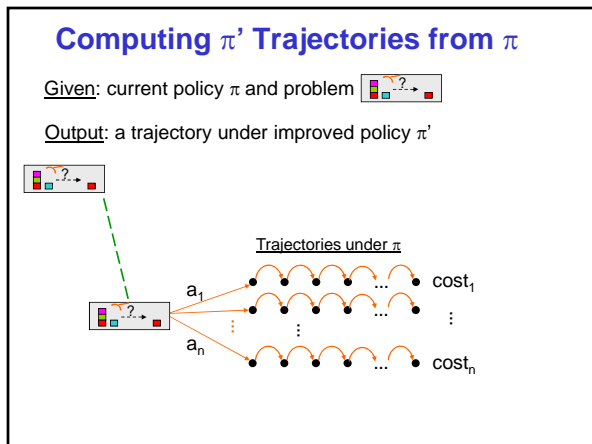 Computing π' Trajectories from π
Given: current policy π and problem
?
Output: a trajectory under improved policy π'
?
Trajectories under π
a1
...
cost1
?
⋮
⋮
⋮
an
...
costn